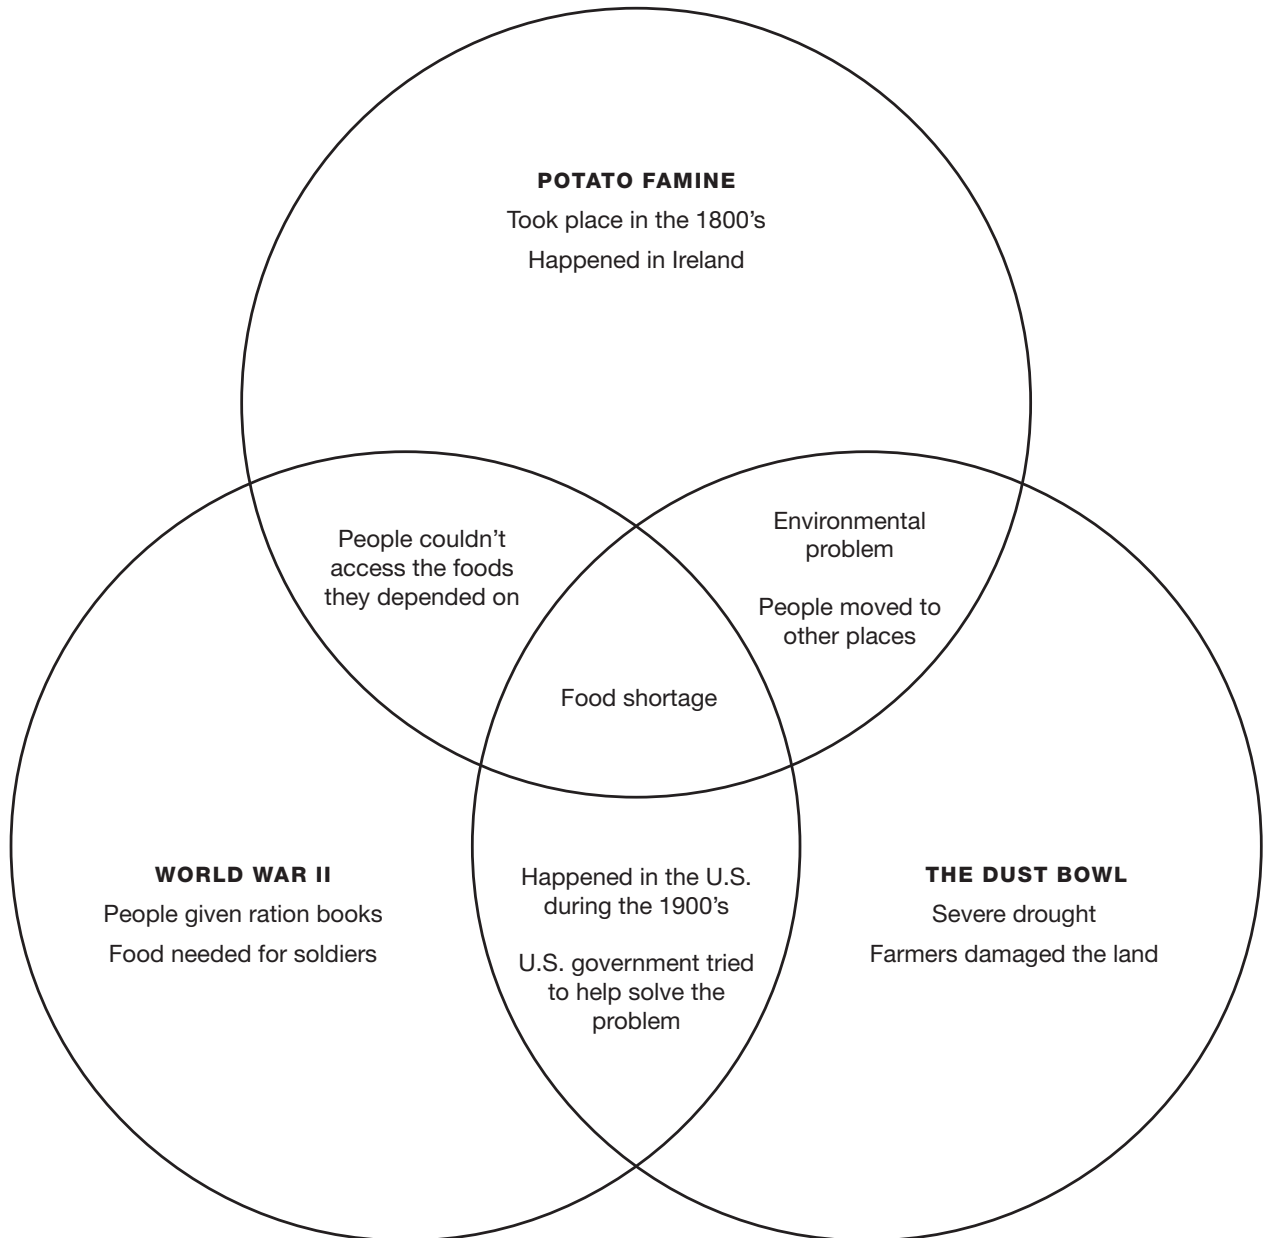 POTATO FAMINE
Took place in the 1800’s
Happened in Ireland
People couldn’t
access the foods
they depended on
Environmental
problem
People moved to
other places
Food shortage
WORLD WAR II
People given ration books
Food needed for soldiers
Happened in the U.S.
during the 1900’s
U.S. government tried
to help solve the
problem
THE DUST BOWL
Severe drought
Farmers damaged the land